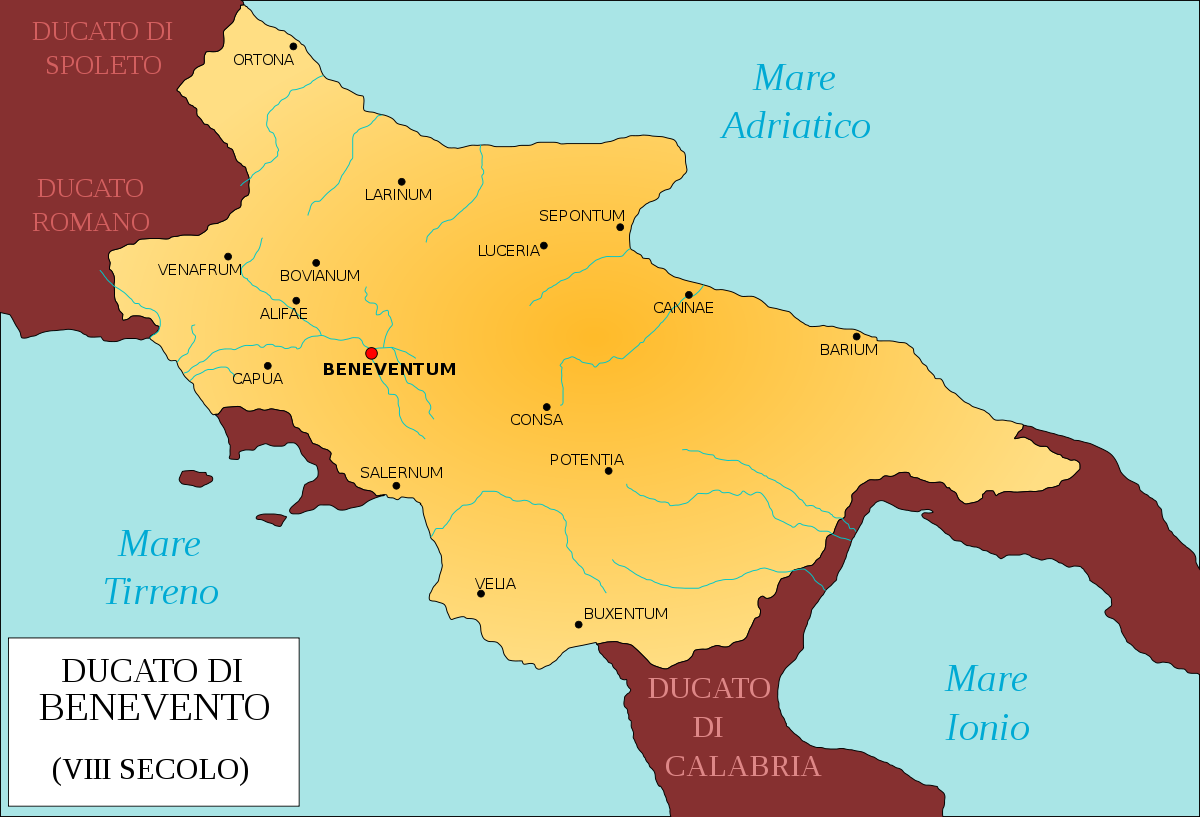 DUCATO DI
SPOLETO
ORTONA
Mare
Adriatico
DUCATO
ROMANO
LARINUM
SEPONTUM
LUCERIA
VENAFRUM
BOVIANUM
ALIFAE
CANNAE
BARIUM
BENEVENTUM
CAPUA
CONSA
POTENTIA
SALERNUM
Mare
Tirreno
VELIA
BUXENTUM
DUCATO DI
BENEVENTO
(VIII SECOLO)
DUCATO
DI
CALABRIA
Mare
Ionio